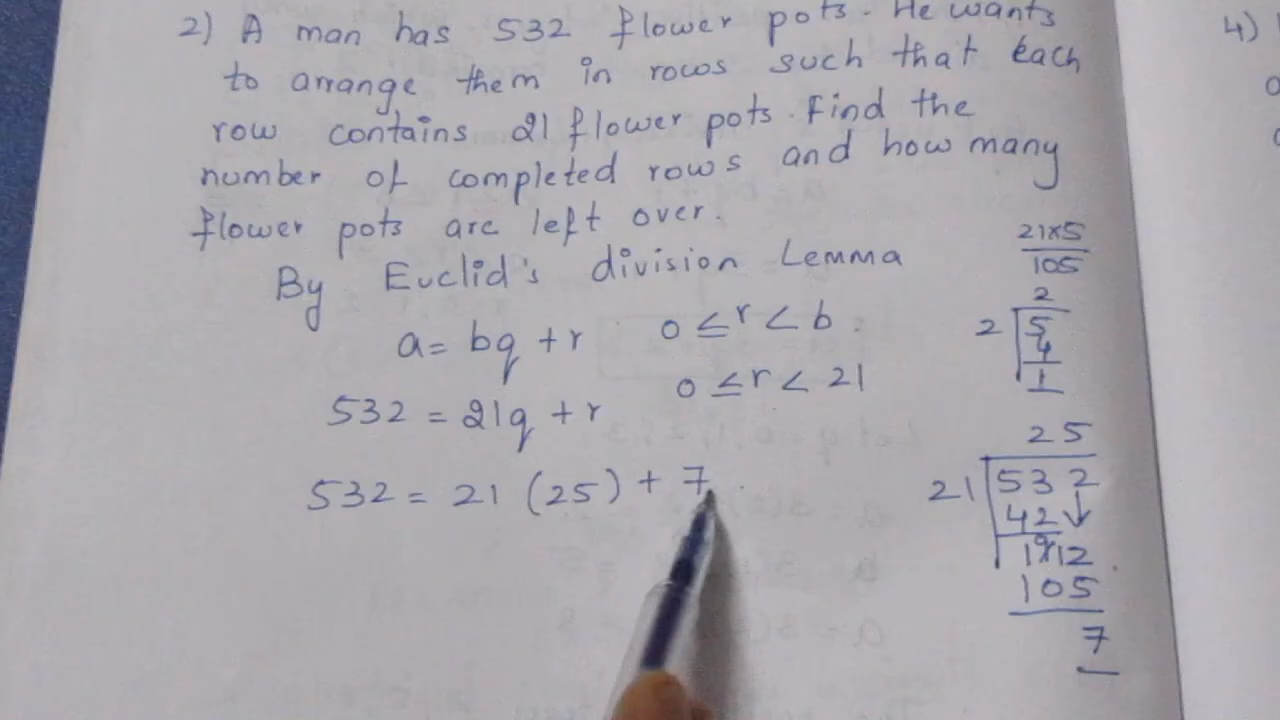 2) A man has 532 flower pots. He wants
to arrange them in rows such that each
row contains 21 flower pots. Find the
number of completed rows and how many
flower pots are left over.
By Euclid's division Lemma
a = bq + r 0 ≤ r < b.
532 = 21q + r 0 ≤ r < 21
532 = 21 (25) + 7
21×5
105
2
2 5
4
1
25
21 532
42
112
105
7
4)